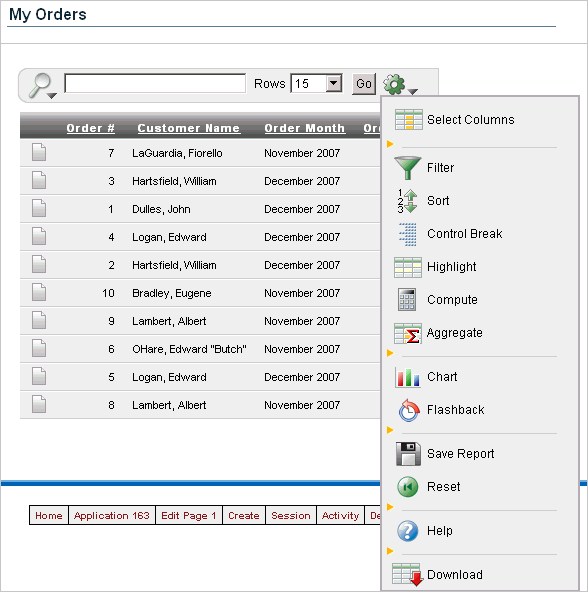 My Orders
Rows 15 Go
Order # Customer Name Order Month Or
7 LaGuardia, Fiorello November 2007
3 Hartsfield, William December 2007
1 Dulles, John December 2007
4 Logan, Edward December 2007
2 Hartsfield, William December 2007
10 Bradley, Eugene November 2007
9 Lambert, Albert November 2007
6 OHare, Edward "Butch" November 2007
5 Logan, Edward December 2007
8 Lambert, Albert November 2007
Select Columns
Filter
1
2
3
Sort
Control Break
Highlight
Compute
Aggregate
Chart
Flashback
Save Report
Reset
Help
Download
Home Application 163 Edit Page 1 Create Session Activity De